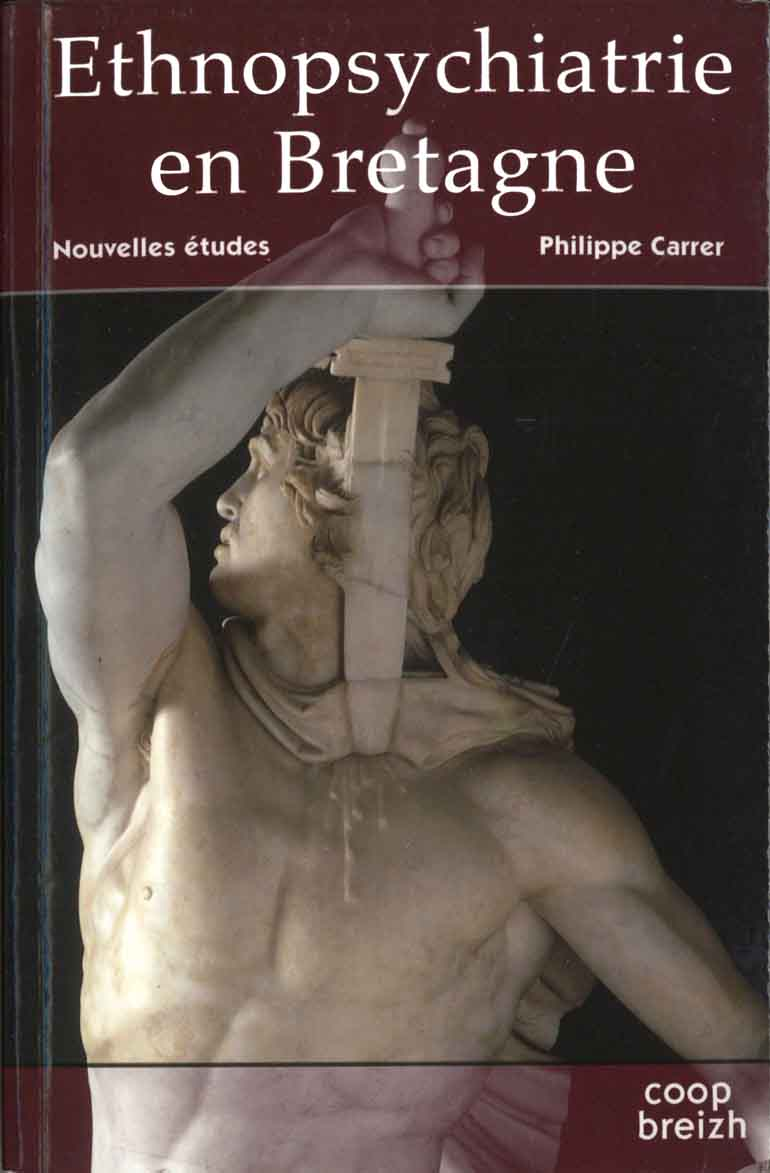 Ethnopsychiatrie
en Bretagne
Nouvelles études
Philippe Carrer
coop
breizh